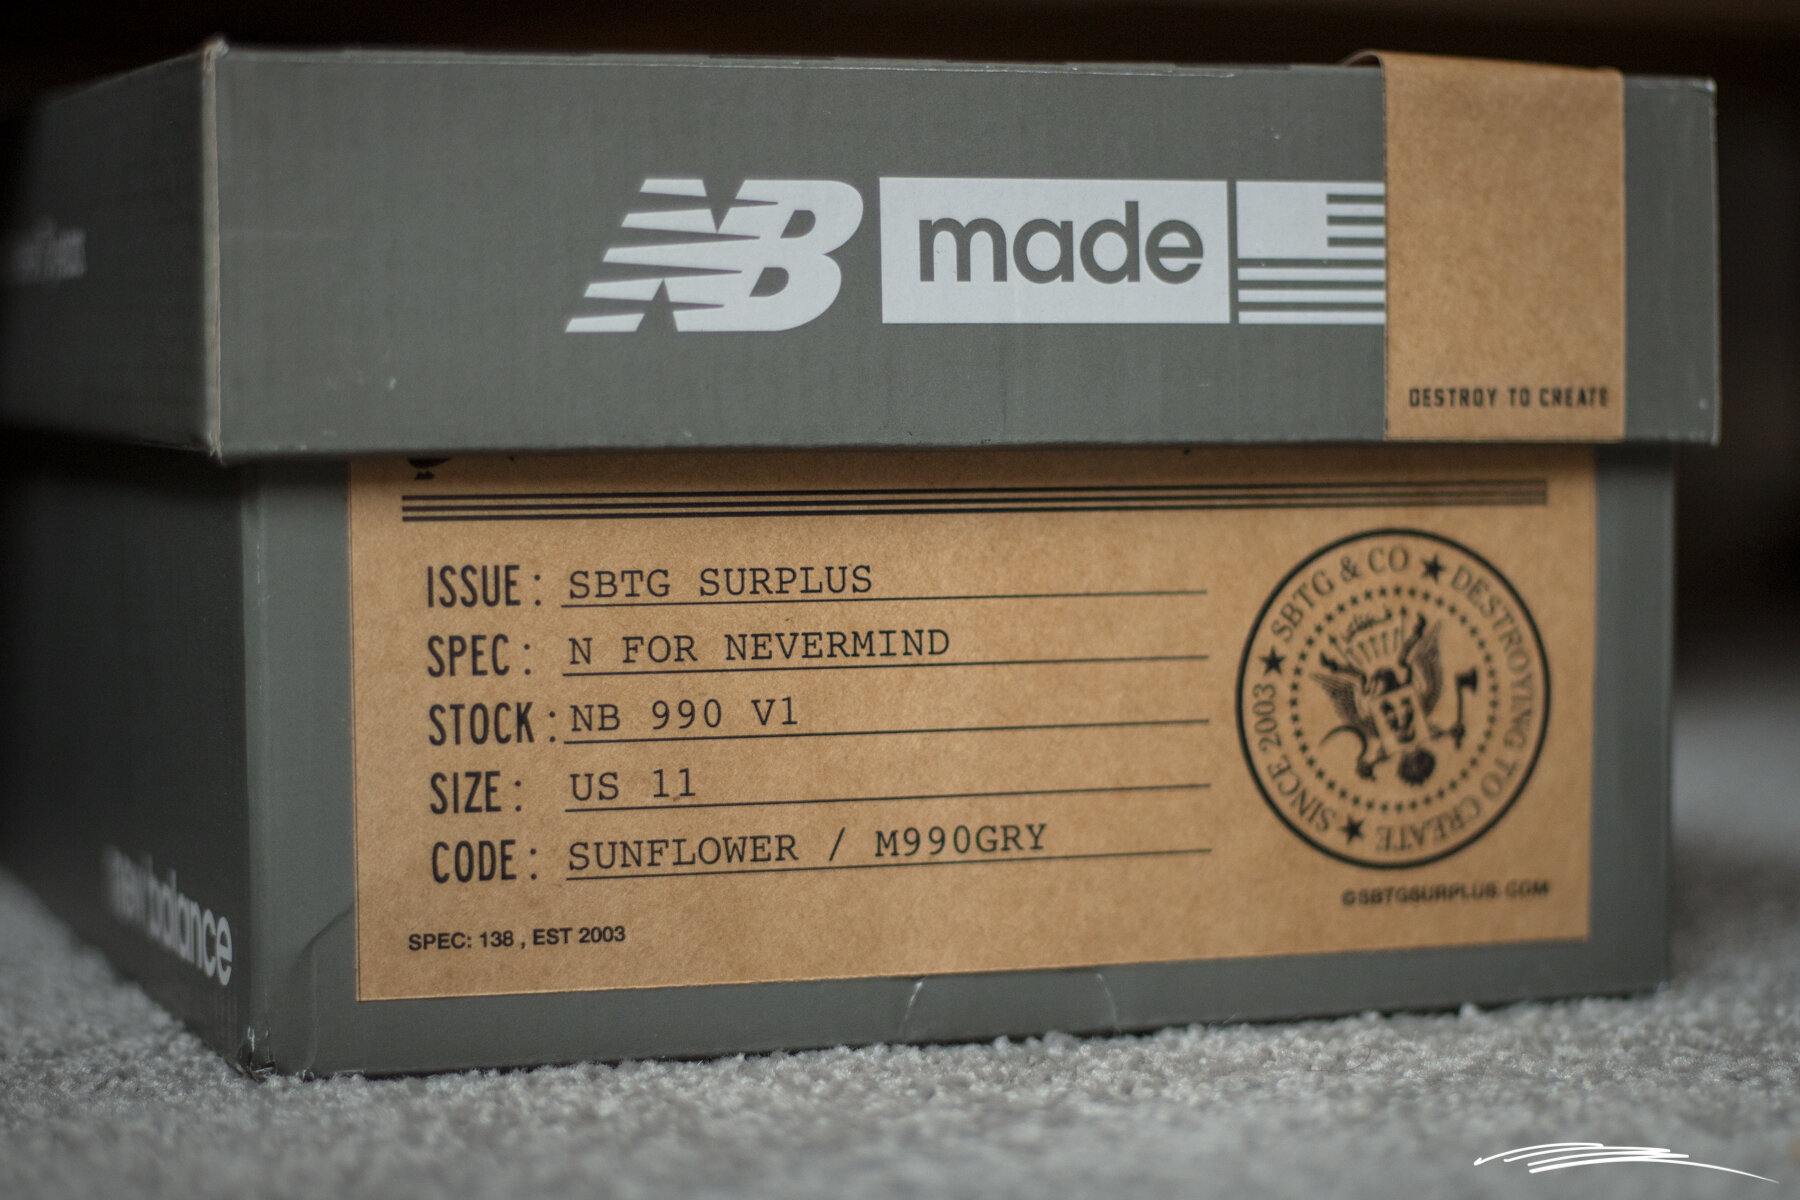 NB made
DESTROY TO CREATE
ISSUE: SBTG SURPLUS
SPEC: N FOR NEVERMIND
STOCK: NB 990 V1
SIZE: US 11
CODE: SUNFLOWER / M990GRY
SPEC: 138 , EST 2003
SBTG & CO ★ DESTROYING TO CREATE ★ SINCE 2003 ★
©SBTGSURPLUS.COM
new balance